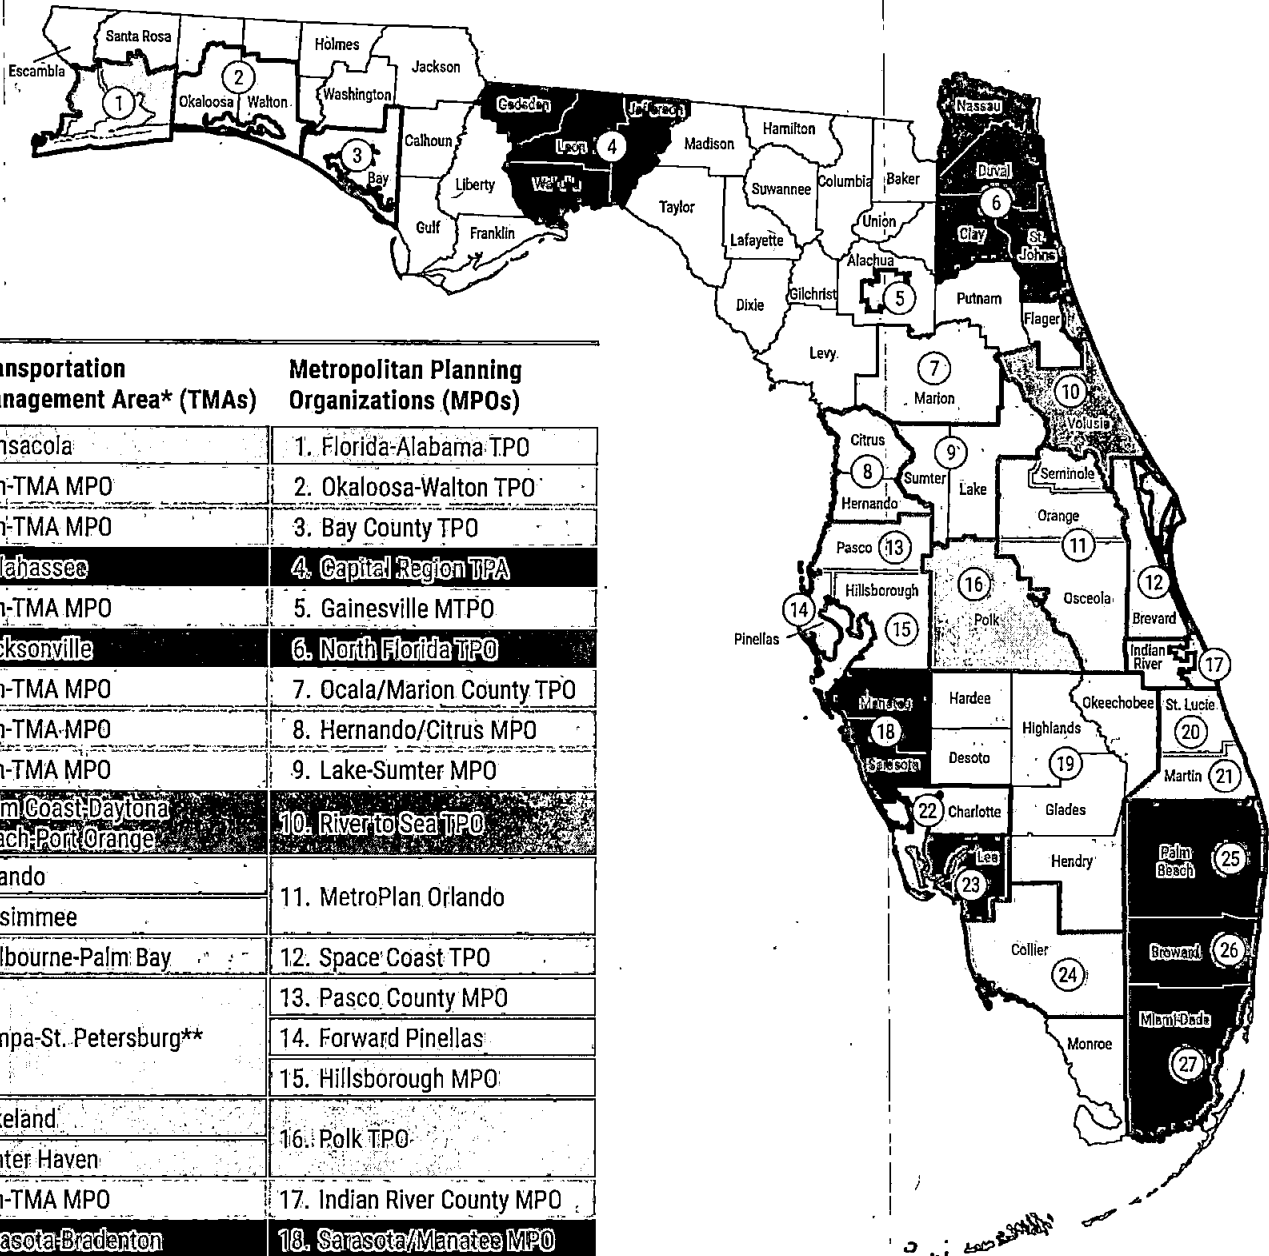 Santa Rosa
Holmes
Escambia
Jackson
2
1
Okaloosa
Walton
Washington
Gadsden
Jefferson
Nassau
Calhoun
Leon
4
Madison
Hamilton
3
Bay
Liberty
Wakulla
Suwannee
Columbia
Baker
Duval
6
Taylor
Union
Gulf
Franklin
Lafayette
Clay
St.
Johns
Alachua
5
Dixie
Gilchrist
Putnam
Flager
Levy
7
Marion
10
Volusia
Citrus
8
9
Sumter
Lake
Seminole
Hernando
Orange
Pasco
13
11
Hillsborough
16
12
14
Osceola
Polk
Brevard
Pinellas
15
Indian
River
17
Manatee
Hardee
Okeechobee
St. Lucie
18
Highlands
20
Sarasota
Desoto
19
Martin
21
22
Charlotte
Glades
Lee
Hendry
Palm
Beach
25
23
Collier
24
Broward
26
Miami-Dade
Monroe
27
ansportation
nagement Area* (TMAs)
Metropolitan Planning
Organizations (MPOs)
nsacola
1. Florida-Alabama TPO
n-TMA MPO
2. Okaloosa-Walton TPO
n-TMA MPO
3. Bay County TPO
lahassee
4. Capital Region TPA
n-TMA MPO
5. Gainesville MTPO
cksonville
6. North Florida TPO
n-TMA MPO
7. Ocala/Marion County TPO
n-TMA MPO
8. Hernando/Citrus MPO
n-TMA MPO
9. Lake-Sumter MPO
m Coast-Daytona
ach-Port Orange
10. River to Sea TPO
ando
simmee
11. MetroPlan Orlando
lbourne-Palm Bay
12. Space Coast TPO
13. Pasco County MPO
mpa-St. Petersburg**
14. Forward Pinellas
15. Hillsborough MPO
keland
nter Haven
16. Polk TPO
n-TMA MPO
17. Indian River County MPO
asota-Bradenton
18. Sarasota/Manatee MPO